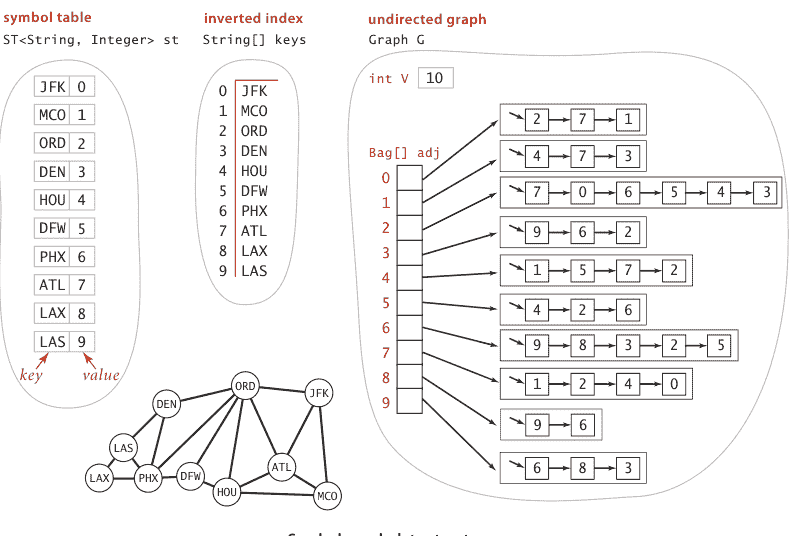 symbol table
ST<String, Integer> st
JFK 0
MCO 1
ORD 2
DEN 3
HOU 4
DFW 5
PHX 6
ATL 7
LAX 8
LAS 9
key
value
inverted index
String[] keys
0 JFK
1 MCO
2 ORD
3 DEN
4 HOU
5 DFW
6 PHX
7 ATL
8 LAX
9 LAS
undirected graph
Graph G
int V 10
Bag[] adj
0
1
2
3
4
5
6
7
8
9
2 7 1
4 7 3
7 0 6 5 4 3
9 6 2
1 5 7 2
4 2 6
9 8 3 2 5
1 2 4 0
9 6
6 8 3
ORD
JFK
DEN
LAS
ATL
LAX
PHX
DFW
HOU
MCO